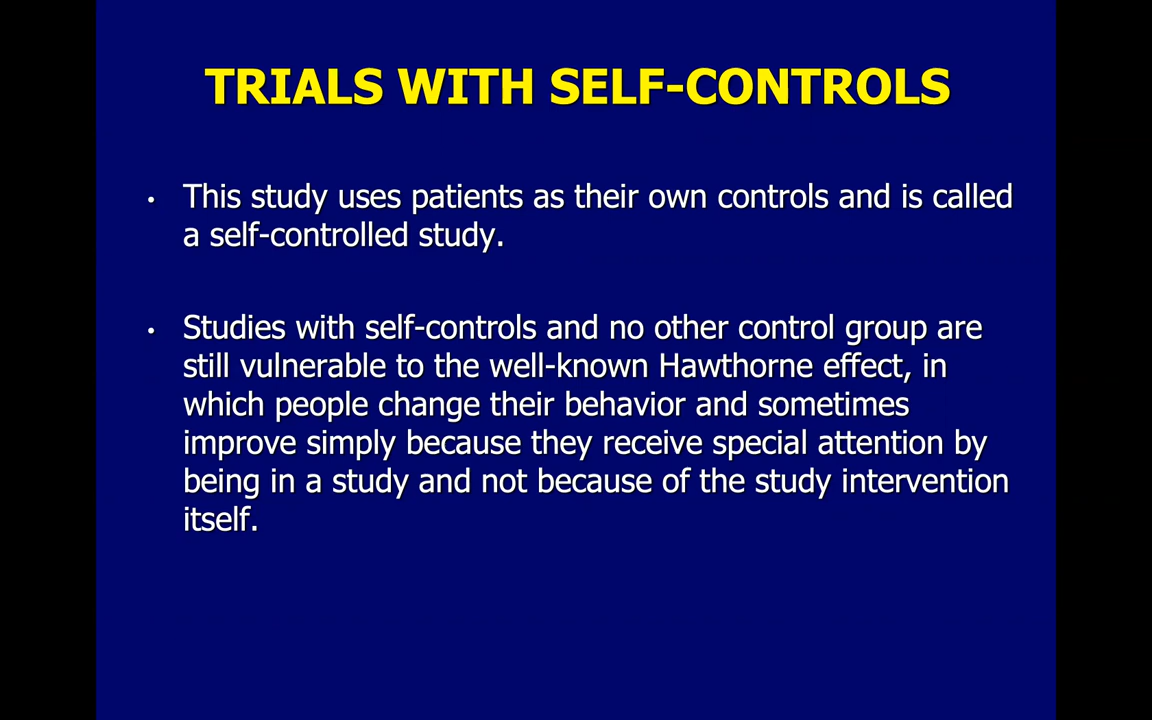 TRIALS WITH SELF-CONTROLS
• This study uses patients as their own controls and is called
a self-controlled study.
• Studies with self-controls and no other control group are
still vulnerable to the well-known Hawthorne effect, in
which people change their behavior and sometimes
improve simply because they receive special attention by
being in a study and not because of the study intervention
itself.